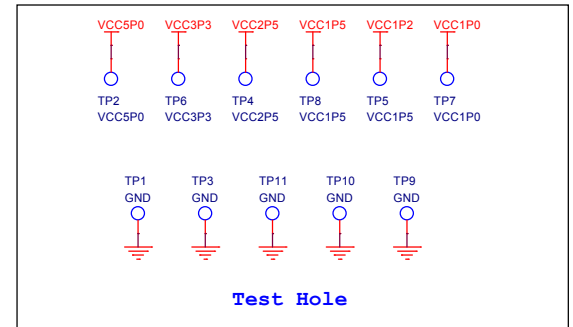 VCC5P0 VCC3P3 VCC2P5 VCC1P5 VCC1P2 VCC1P0
TP2 TP6 TP4 TP8 TP5 TP7
VCC5P0 VCC3P3 VCC2P5 VCC1P5 VCC1P5 VCC1P0
TP1 TP3 TP11 TP10 TP9
GND GND GND GND GND
Test Hole